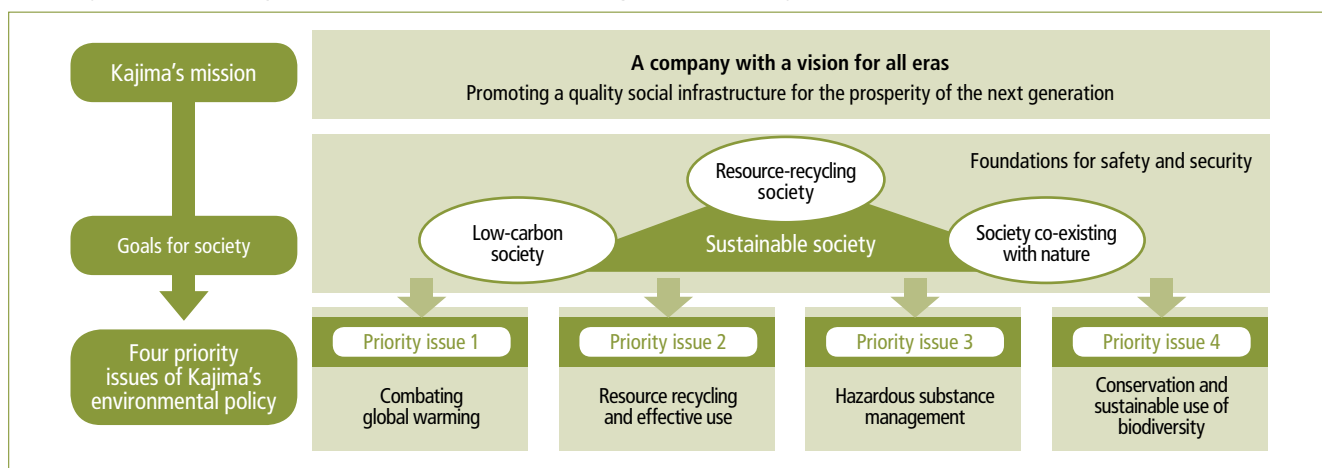 Kajima's mission
A company with a vision for all eras
Promoting a quality social infrastructure for the prosperity of the next generation
Goals for society
Foundations for safety and security
Resource-recycling
society
Low-carbon
society
Sustainable society
Society co-existing
with nature
Four priority
issues of Kajima's
environmental policy
Priority issue 1
Combating
global warming
Priority issue 2
Resource recycling
and effective use
Priority issue 3
Hazardous substance
management
Priority issue 4
Conservation and
sustainable use of
biodiversity